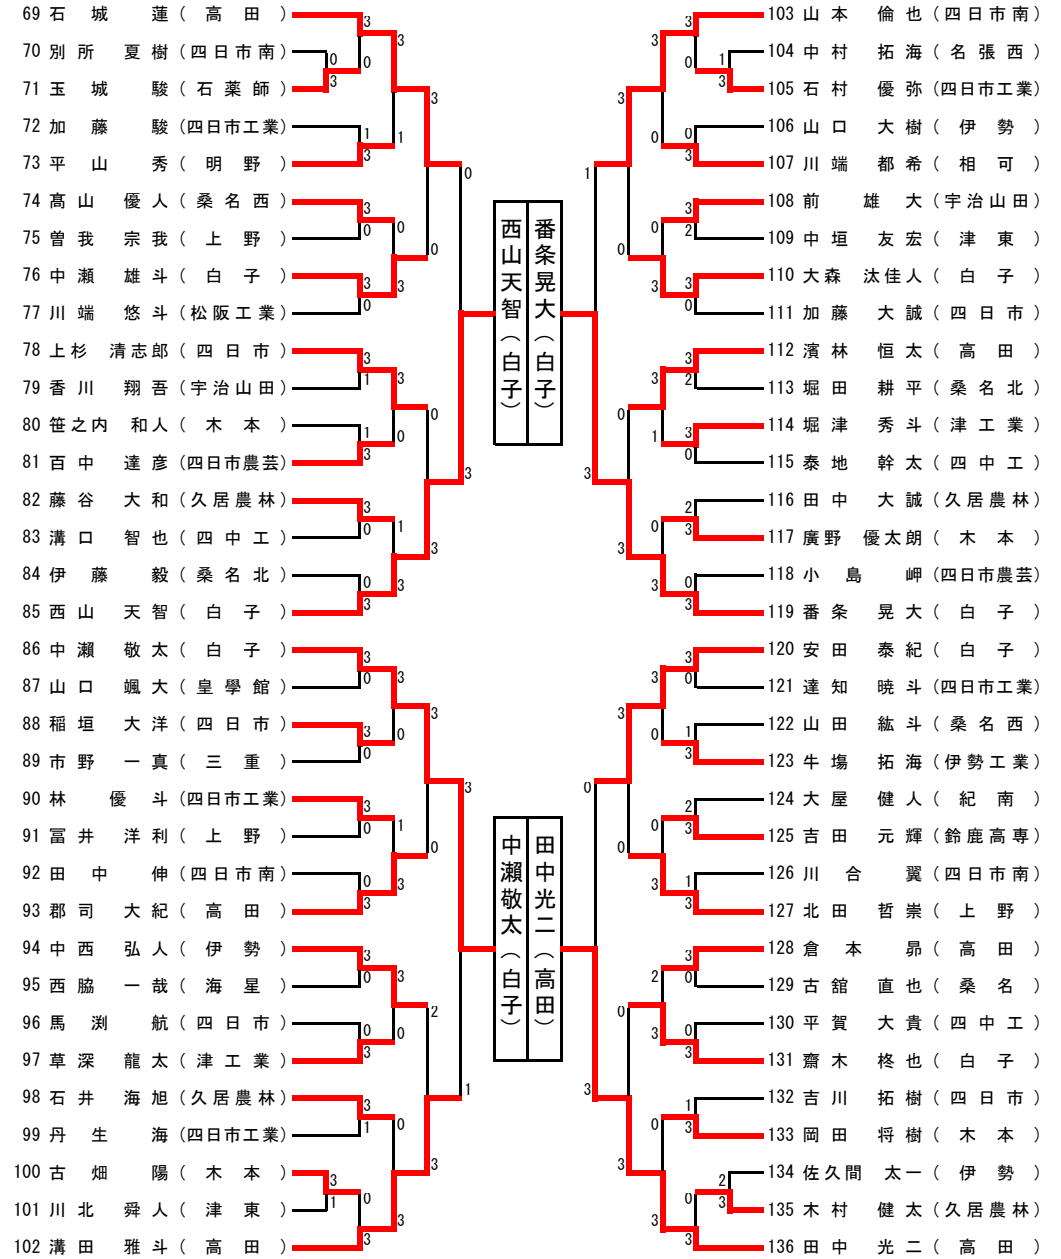 69 石城 蓮（高田）
70 別所 夏樹（四日市南）
71 玉城 駿（石薬師）
72 加藤 駿（四日市工業）
73 平山 秀（明野）
74 髙山 優人（桑名西）
75 曽我 宗我（上野）
76 中瀬 雄斗（白子）
77 川端 悠斗（松阪工業）
78 上杉 清志郎（四日市）
79 香川 翔吾（宇治山田）
80 笹之内 和人（木本）
81 百中 達彦（四日市農芸）
82 藤谷 大和（久居農林）
83 溝口 智也（四中工）
84 伊藤 毅（桑名北）
85 西山 天智（白子）
86 中瀬 敬太（白子）
87 山口 颯大（皇學館）
88 稲垣 大洋（四日市）
89 市野 一真（三重）
90 林 優斗（四日市工業）
91 冨井 洋利（上野）
92 田中 伸（四日市南）
93 郡司 大紀（高田）
94 中西 弘人（伊勢）
95 西脇 一哉（海星）
96 馬渕 航（四日市）
97 草深 龍太（津工業）
98 石井 海旭（久居農林）
99 丹生 海（四日市工業）
100 古畑 陽（木本）
101 川北 舜人（津東）
102 溝田 雅斗（高田）
西山天智（白子）
番条晃大（白子）
中瀬敬太（白子）
田中光二（高田）
103 山本 倫也（四日市南）
104 中村 拓海（名張西）
105 石村 優弥（四日市工業）
106 山口 大樹（伊勢）
107 川端 都希（相可）
108 前 雄大（宇治山田）
109 中垣 友宏（津東）
110 大森 汰佳人（白子）
111 加藤 大誠（四日市）
112 濱林 恒太（高田）
113 堀田 耕平（桑名北）
114 堀津 秀斗（津工業）
115 泰地 幹太（四中工）
116 田中 大誠（久居農林）
117 廣野 優太朗（木本）
118 小島 岬（四日市農芸）
119 番条 晃大（白子）
120 安田 泰紀（白子）
121 達知 暁斗（四日市工業）
122 山田 紘斗（桑名西）
123 牛場 拓海（伊勢工業）
124 大屋 健人（紀南）
125 吉田 元輝（鈴鹿高専）
126 川合 翼（四日市南）
127 北田 哲崇（上野）
128 倉本 昴（高田）
129 古舘 直也（桑名）
130 平賀 大貴（四中工）
131 齋木 柊也（白子）
132 吉川 拓樹（四日市）
133 岡田 将樹（木本）
134 佐久間 太一（伊勢）
135 木村 健太（久居農林）
136 田中 光二（高田）